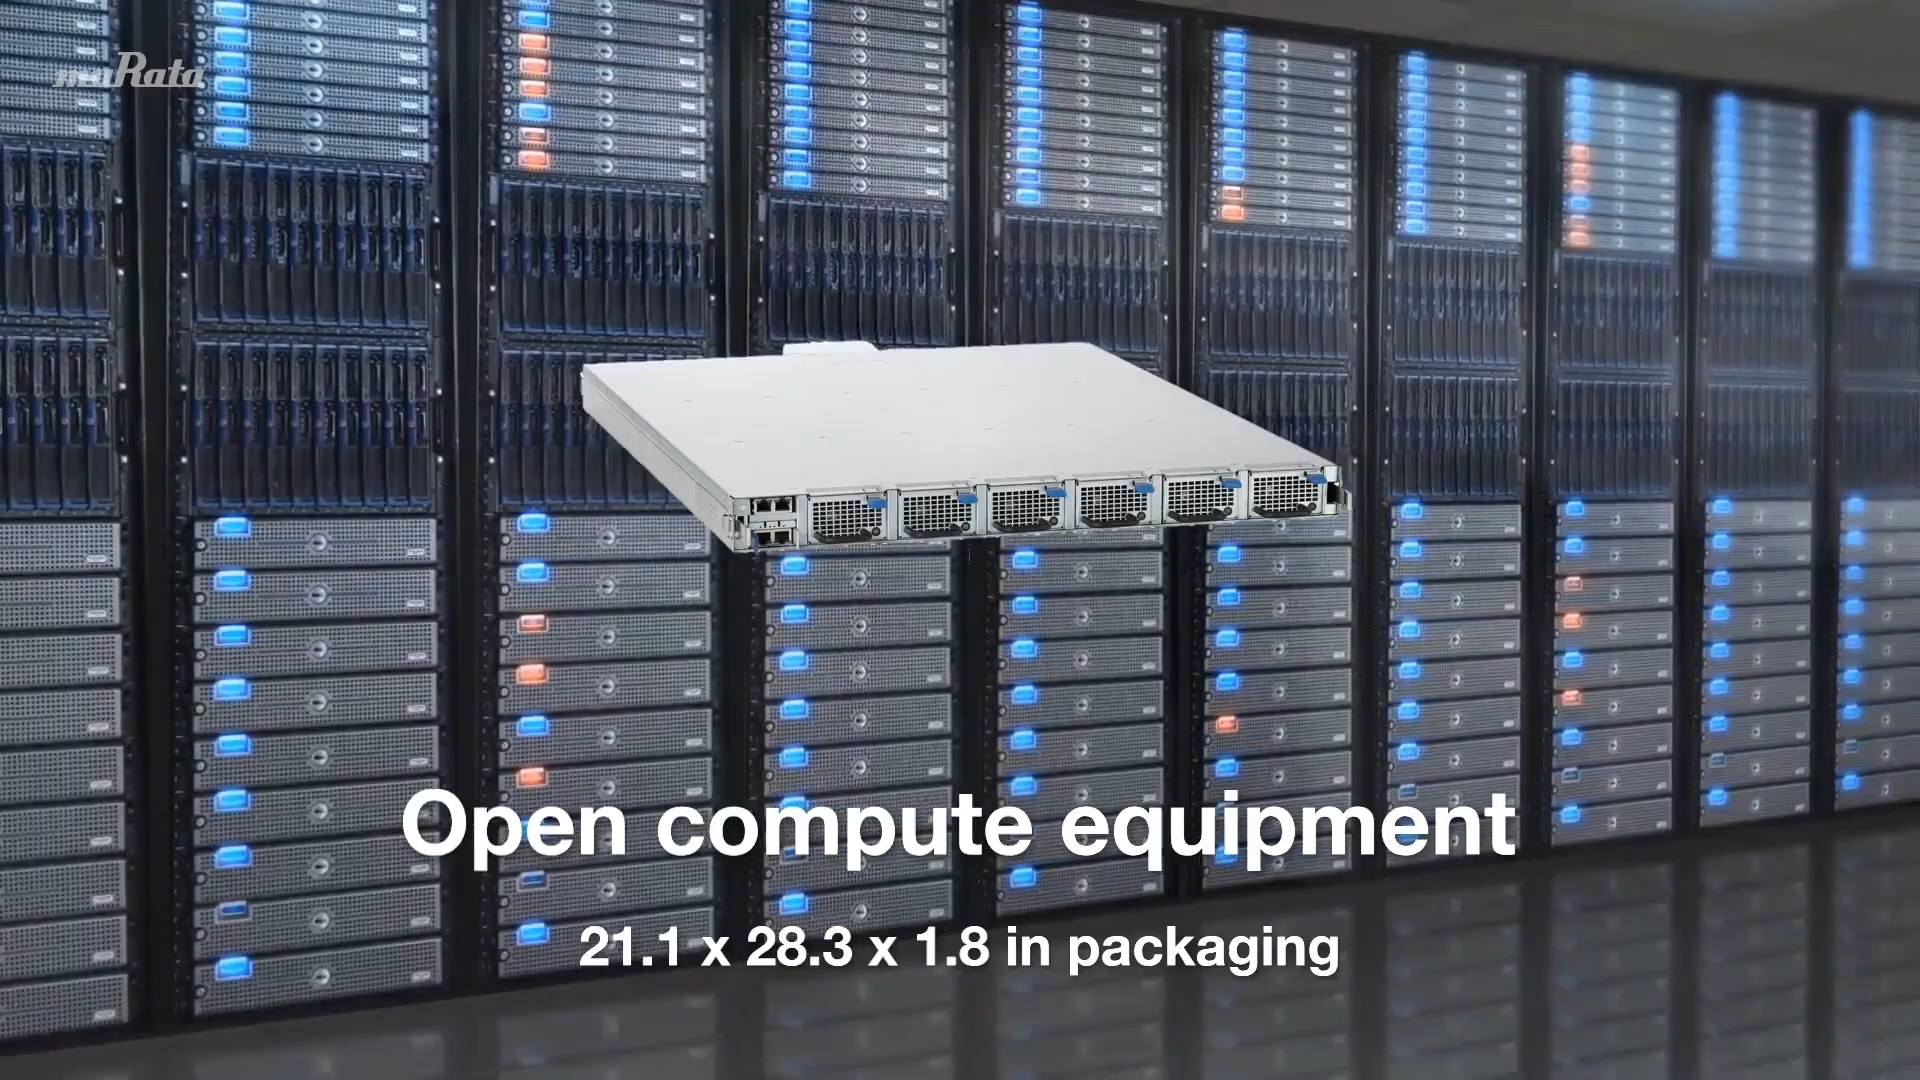 muRata
Open compute equipment
21.1 x 28.3 x 1.8 in packaging